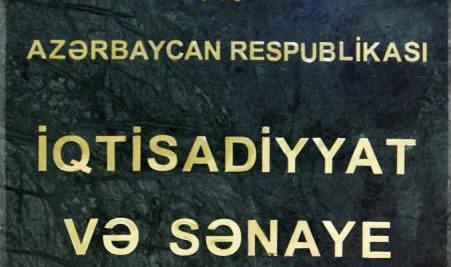 AZƏRBAYCAN RESPUBLİKASI
İQTİSADİYYAT
VƏ SƏNAYE